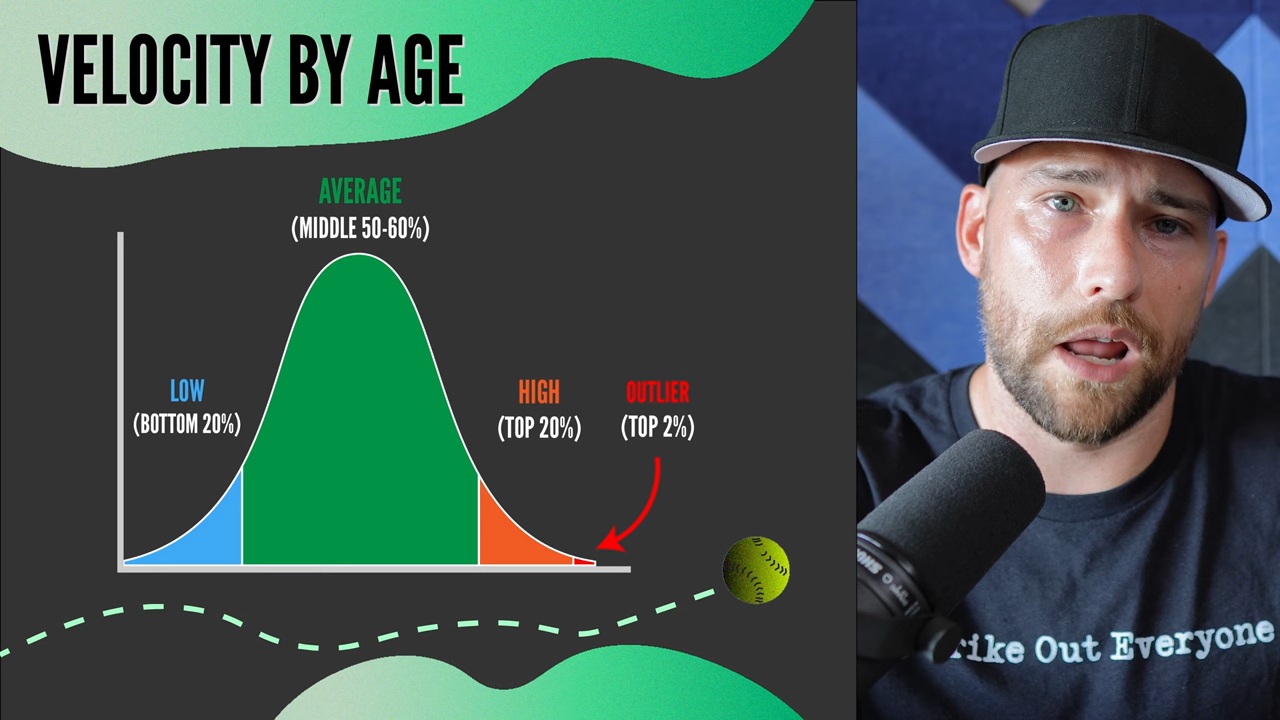 VELOCITY BY AGE
AVERAGE
(MIDDLE 50-60%)
LOW
(BOTTOM 20%)
HIGH
(TOP 20%)
OUTLIER
(TOP 2%)
Out Everyone